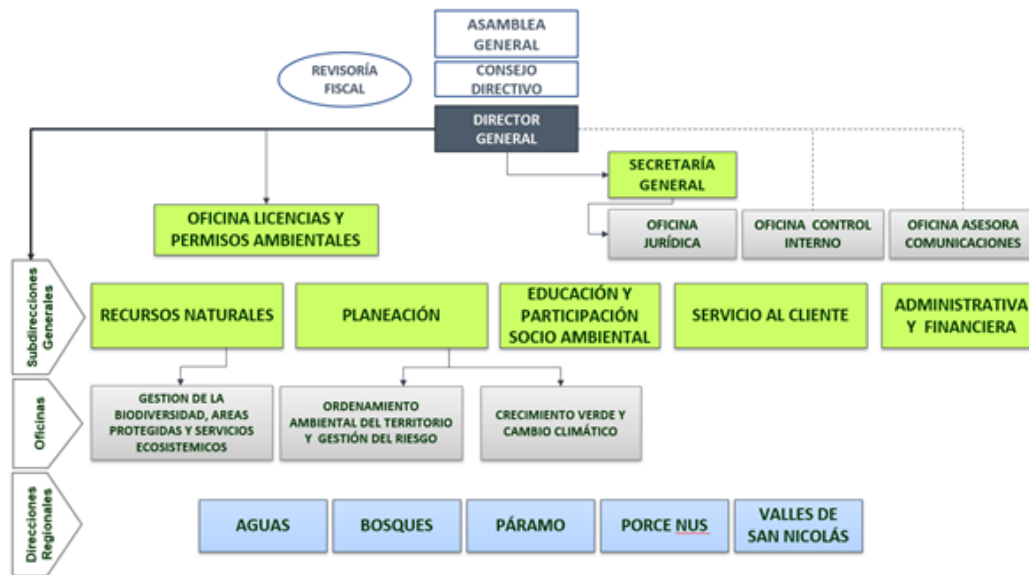 ASAMBLEA
GENERAL
REVISORÍA
FISCAL
CONSEJO
DIRECTIVO
DIRECTOR
GENERAL
SECRETARÍA
GENERAL
OFICINA LICENCIAS Y
PERMISOS AMBIENTALES
OFICINA
JURÍDICA
OFICINA CONTROL
INTERNO
OFICINA ASESORA
COMUNICACIONES
Subdirecciones
Generales
RECURSOS NATURALES
PLANEACIÓN
EDUCACIÓN Y
PARTICIPACIÓN
SOCIO AMBIENTAL
SERVICIO AL CLIENTE
ADMINISTRATIVA
Y FINANCIERA
Oficinas
GESTION DE LA
BIODIVERSIDAD, AREAS
PROTEGIDAS Y SERVICIOS
ECOSISTEMICOS
ORDENAMIENTO
AMBIENTAL DEL TERRITORIO
Y GESTIÓN DEL RIESGO
CRECIMIENTO VERDE Y
CAMBIO CLIMÁTICO
Direcciones
Regionales
AGUAS
BOSQUES
PÁRAMO
PORCE NUS
VALLES DE
SAN NICOLÁS